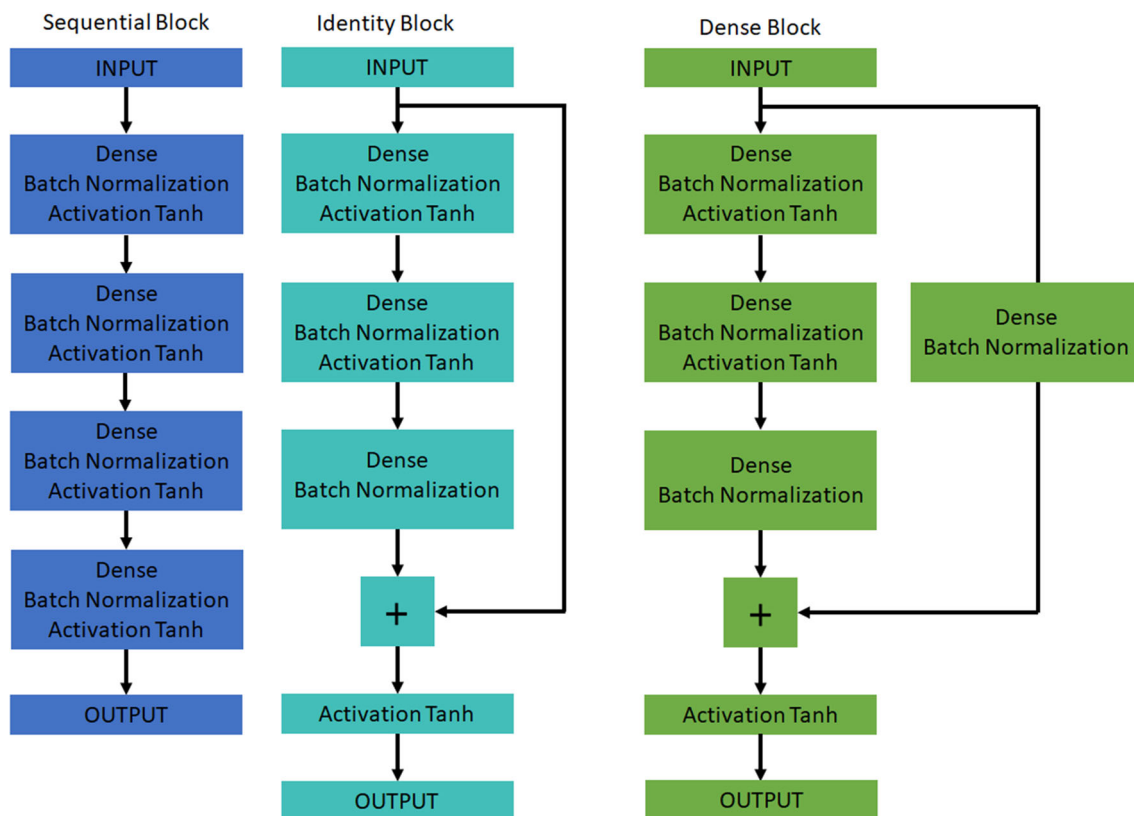 Sequential Block
INPUT
Dense
Batch Normalization
Activation Tanh
Dense
Batch Normalization
Activation Tanh
Dense
Batch Normalization
Activation Tanh
Dense
Batch Normalization
Activation Tanh
OUTPUT
Identity Block
INPUT
Dense
Batch Normalization
Activation Tanh
Dense
Batch Normalization
Activation Tanh
Dense
Batch Normalization
+
Activation Tanh
OUTPUT
Dense Block
INPUT
Dense
Batch Normalization
Activation Tanh
Dense
Batch Normalization
Activation Tanh
Dense
Batch Normalization
Dense
Batch Normalization
+
Activation Tanh
OUTPUT